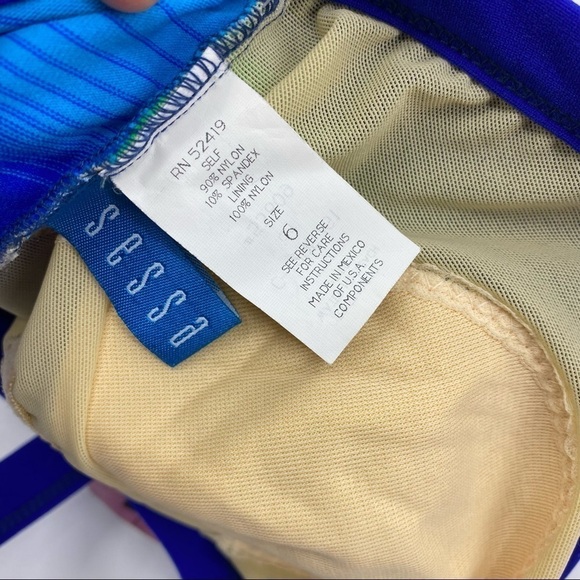 RN 52419
SELF
90% NYLON
10% SPANDEX
LINING
100% NYLON
SIZE
6
SEE REVERSE
FOR CARE
INSTRUCTIONS
MADE IN MEXICO
OF U.S.A
COMPONENTS
sessa